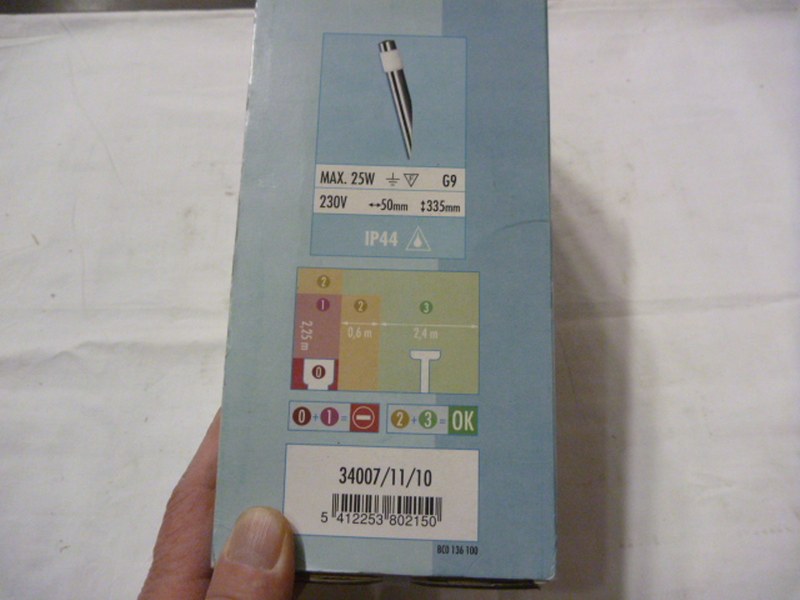 MAX. 25W G9
230V ↔50mm ↕335mm
IP44
2
1 2 3
2,25 m 0,6 m 2,4 m
0
0 + 1 = 2 + 3 = OK
34007/11/10
5 412253 802150
BC0 136 100